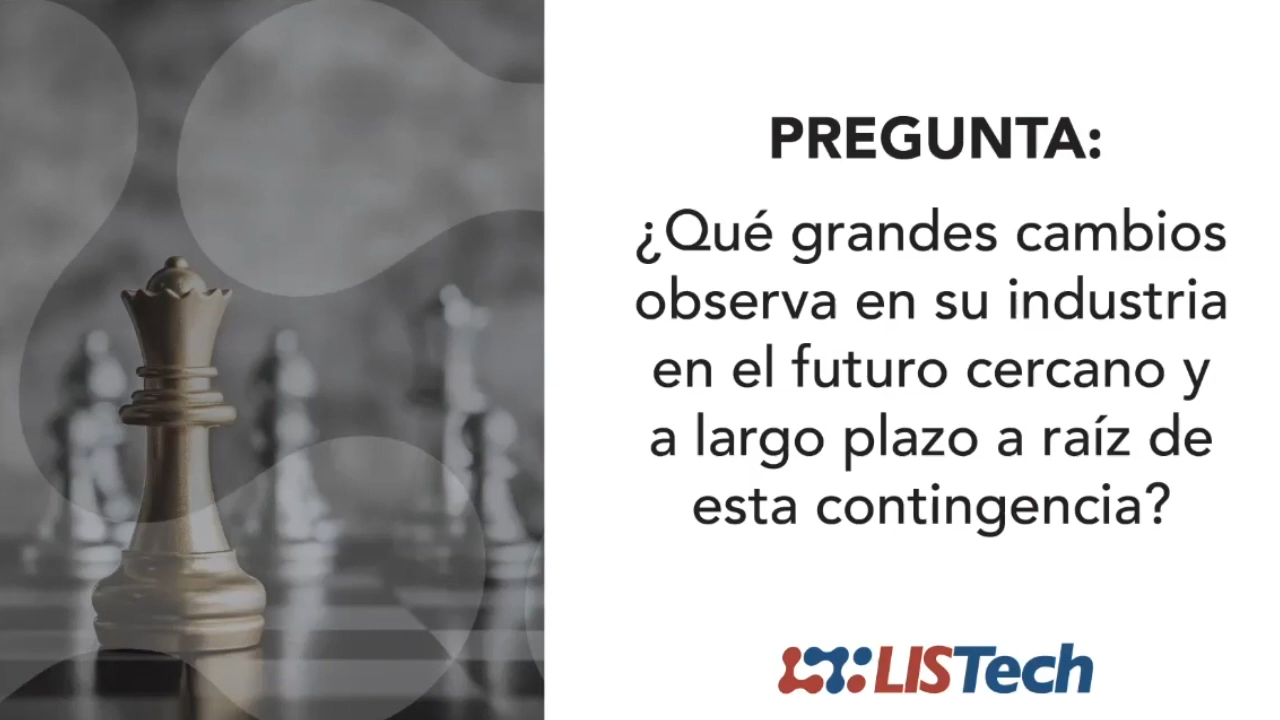 PREGUNTA:
¿Qué grandes cambios
observa en su industria
en el futuro cercano y
a largo plazo a raíz de
esta contingencia?
LISTech